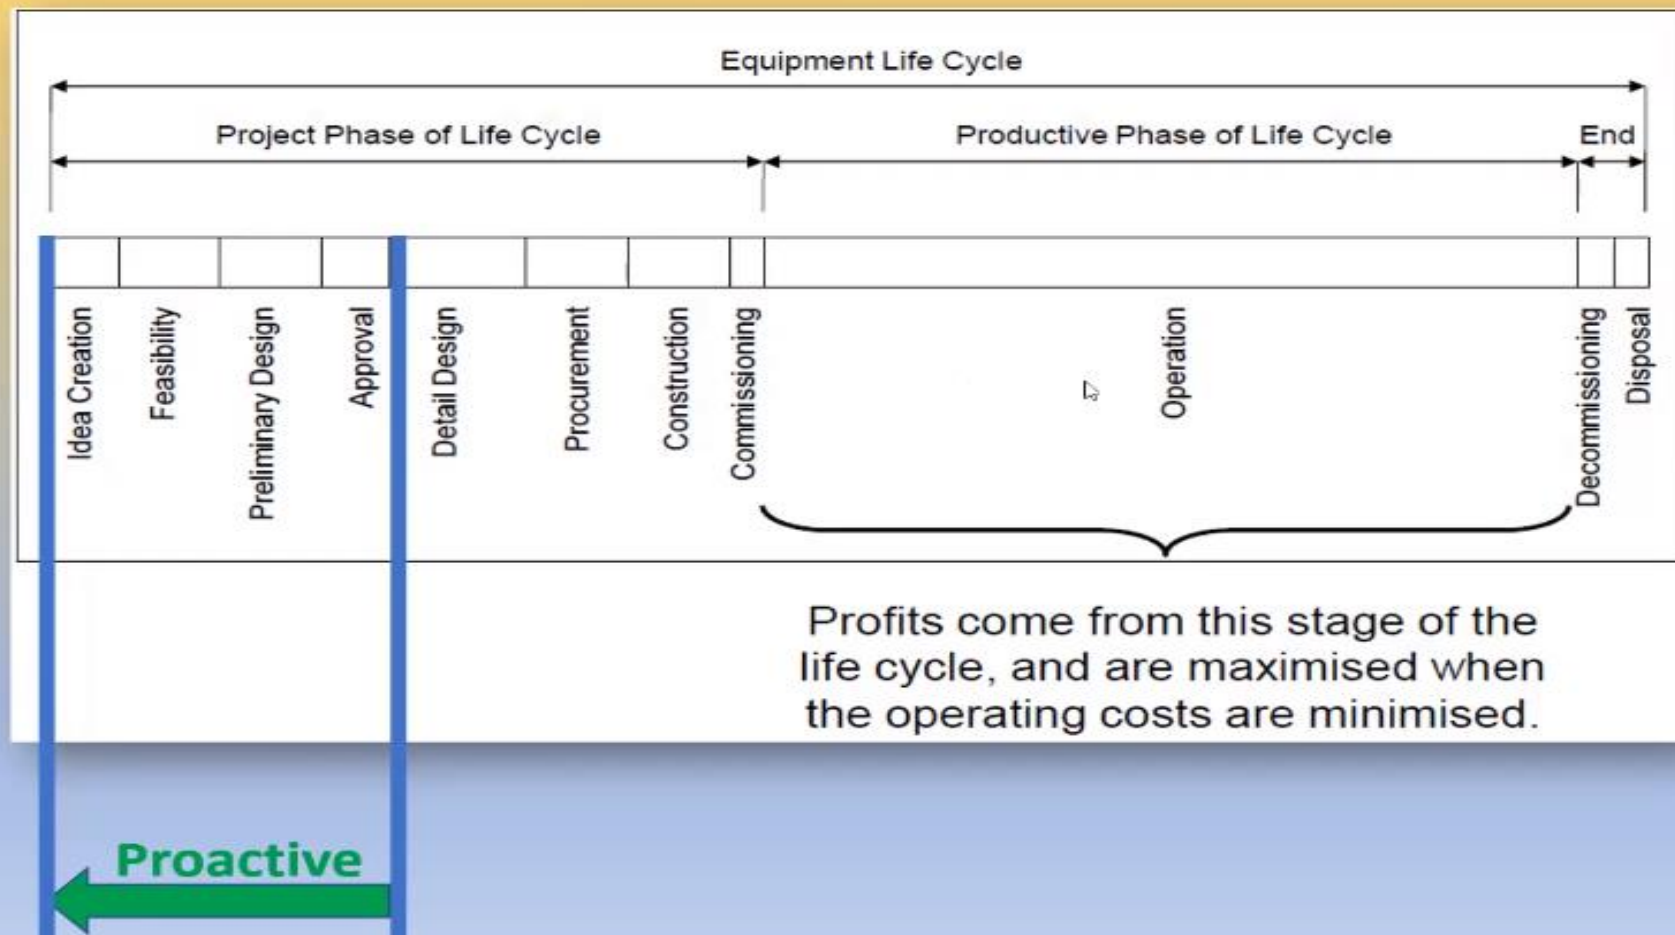 Equipment Life Cycle
Project Phase of Life Cycle
Productive Phase of Life Cycle
End
Idea Creation
Feasibility
Preliminary Design
Approval
Detail Design
Procurement
Construction
Commissioning
Operation
Decommissioning
Disposal
Profits come from this stage of the
life cycle, and are maximised when
the operating costs are minimised.
Proactive